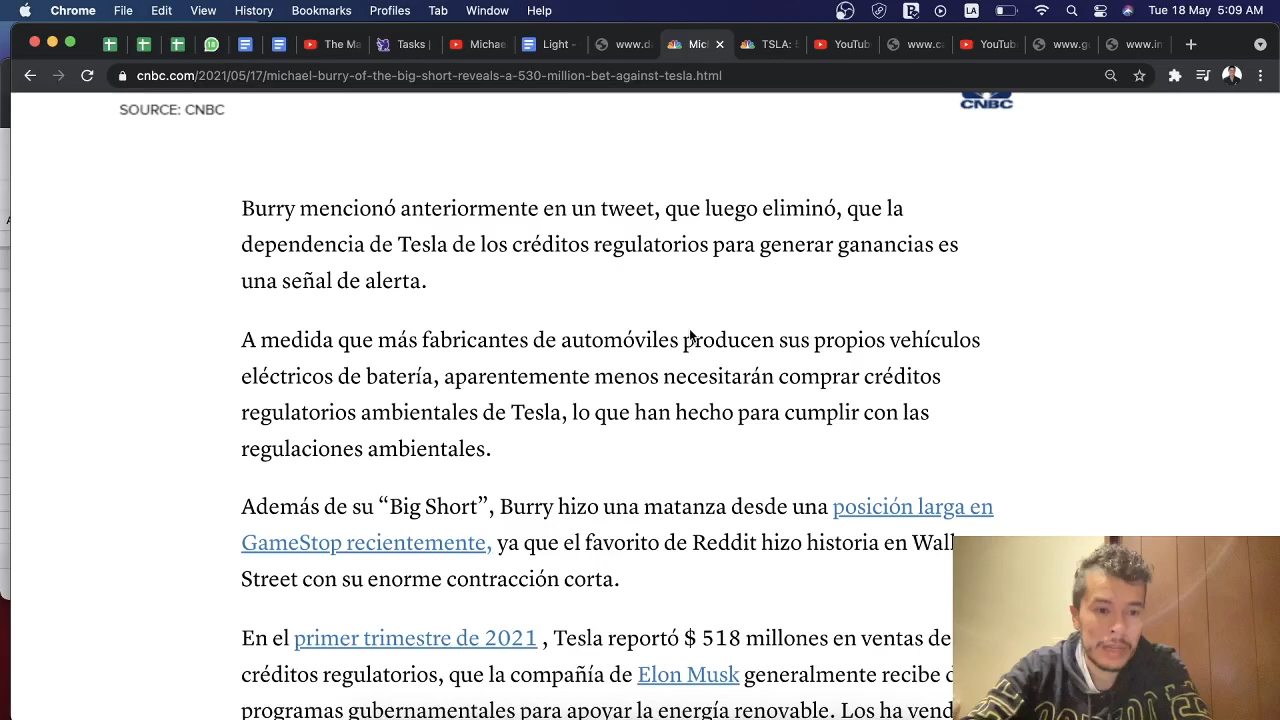 Chrome File Edit View History Bookmarks Profiles Tab Window Help LA Tue 18 May 5:09 AM
The Ma Tasks Michae Light - www.d Mic TSLA: YouTub www.c YouTub www.g www.in
cnbc.com/2021/05/17/michael-burry-of-the-big-short-reveals-a-530-million-bet-against-tesla.html
SOURCE: CNBC
CNBC
Burry mencionó anteriormente en un tweet, que luego eliminó, que la
dependencia de Tesla de los créditos regulatorios para generar ganancias es
una señal de alerta.
A medida que más fabricantes de automóviles producen sus propios vehículos
eléctricos de batería, aparentemente menos necesitarán comprar créditos
regulatorios ambientales de Tesla, lo que han hecho para cumplir con las
regulaciones ambientales.
Además de su “Big Short”, Burry hizo una matanza desde una posición larga en
GameStop recientemente, ya que el favorito de Reddit hizo historia en Wall
Street con su enorme contracción corta.
En el primer trimestre de 2021 , Tesla reportó $ 518 millones en ventas de
créditos regulatorios, que la compañía de Elon Musk generalmente recibe
programas gubernamentales para apoyar la energía renovable. Los ha vend